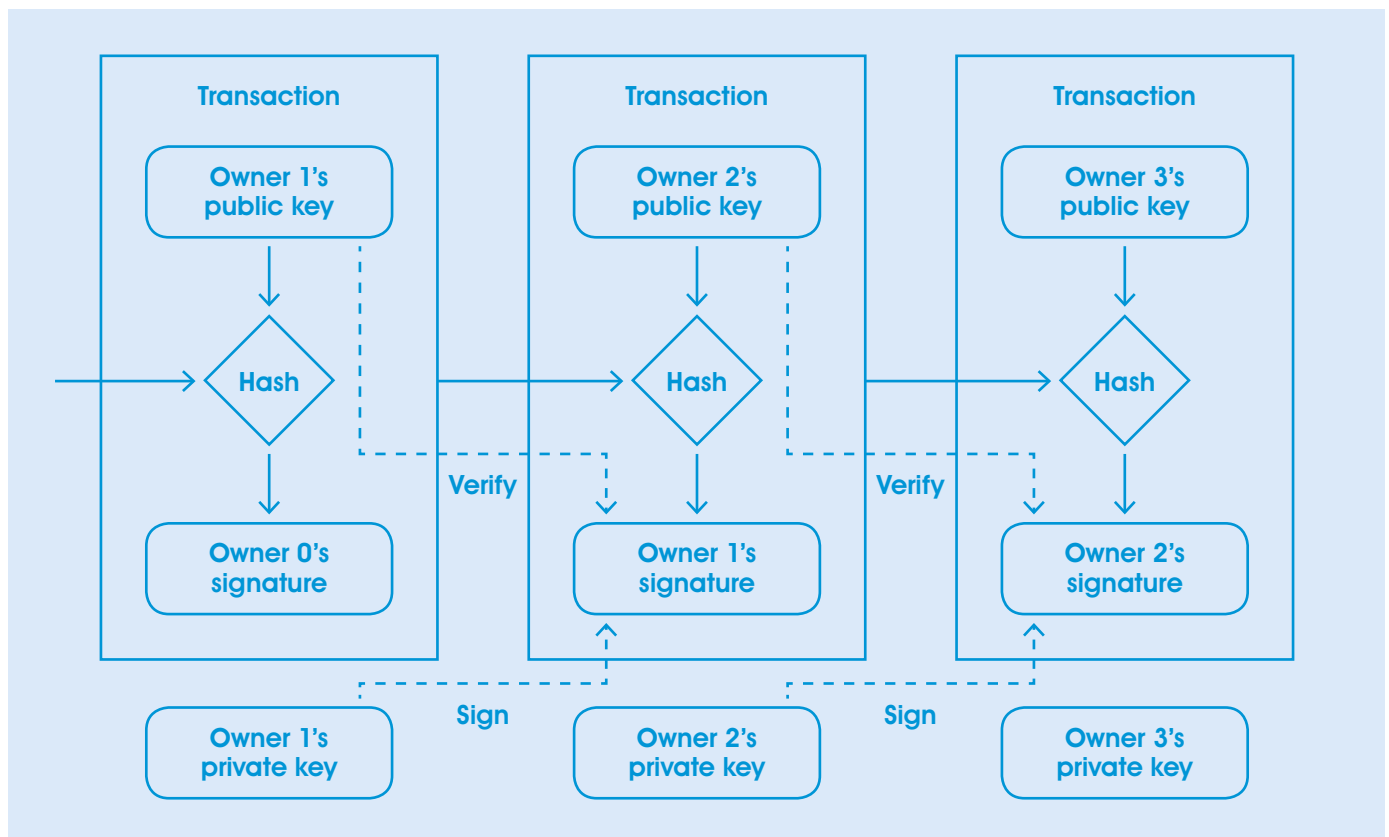 Transaction
Owner 1’s
public key
Hash
Owner 0’s
signature
Transaction
Owner 2’s
public key
Hash
Verify
Owner 1’s
signature
Transaction
Owner 3’s
public key
Hash
Verify
Owner 2’s
signature
Owner 1’s
private key
Sign
Owner 2’s
private key
Sign
Owner 3’s
private key